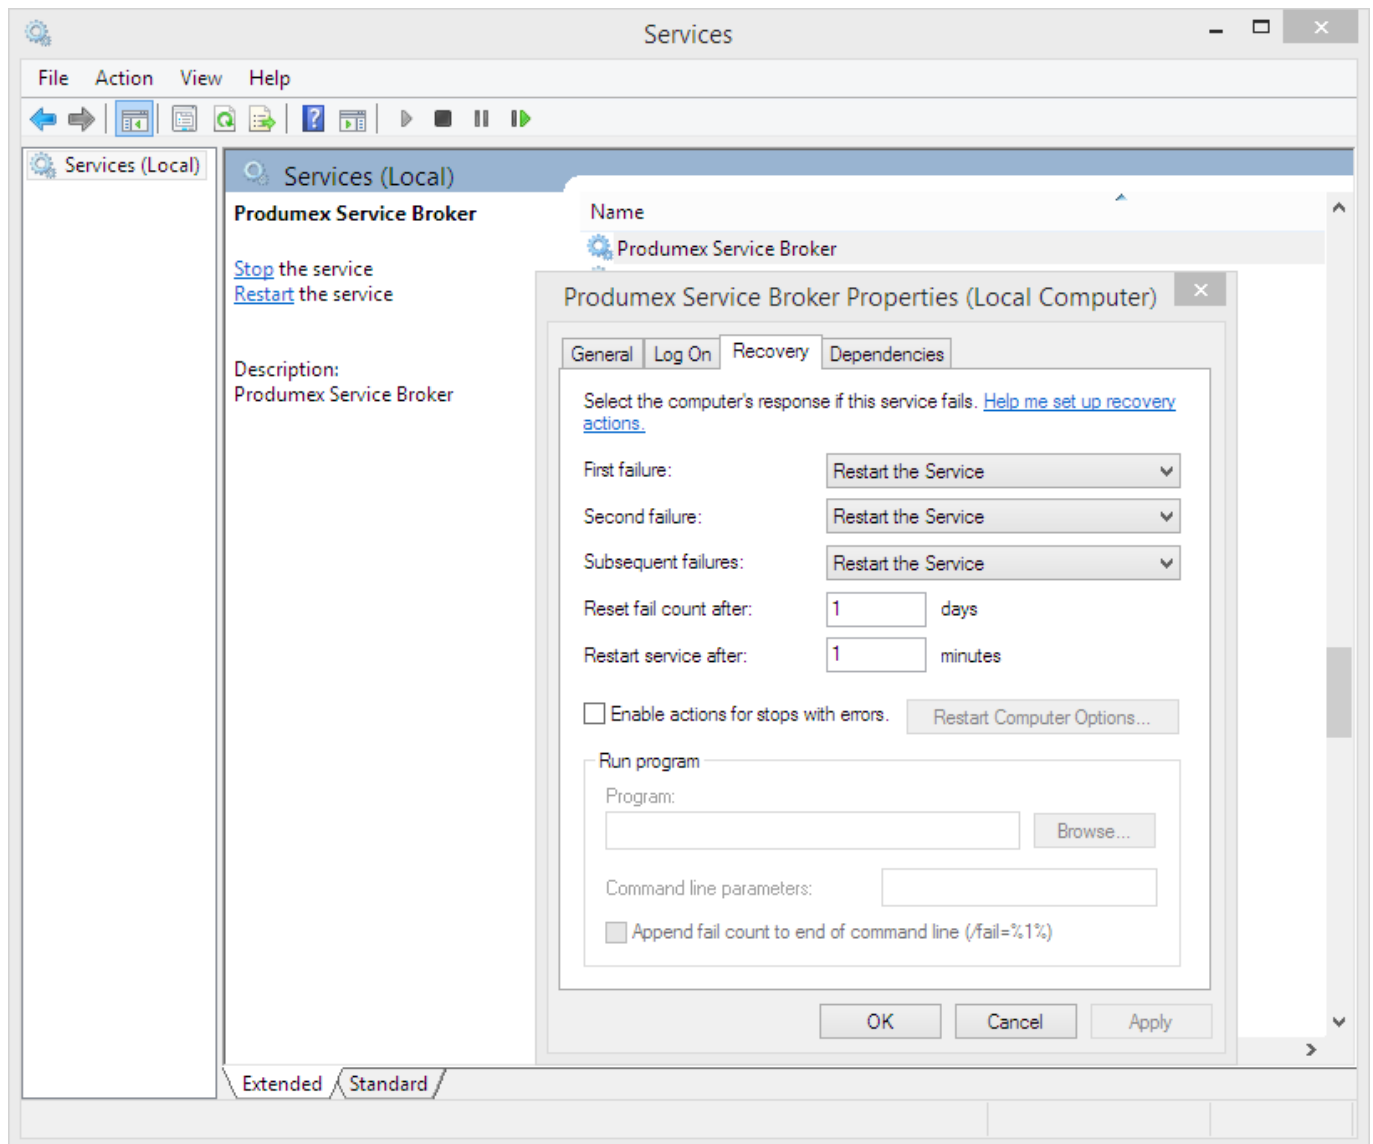 Services
File Action View Help
Services (Local)
Services (Local)
Produmex Service Broker
Stop the service
Restart the service
Description:
Produmex Service Broker
Name
Produmex Service Broker
Produmex Service Broker Properties (Local Computer)
General Log On Recovery Dependencies
Select the computer's response if this service fails. Help me set up recovery
actions.
First failure: Restart the Service
Second failure: Restart the Service
Subsequent failures: Restart the Service
Reset fail count after: 1 days
Restart service after: 1 minutes
Enable actions for stops with errors. Restart Computer Options...
Run program
Program:
Browse...
Command line parameters:
Append fail count to end of command line (/fail=%1%)
OK Cancel Apply
Extended Standard